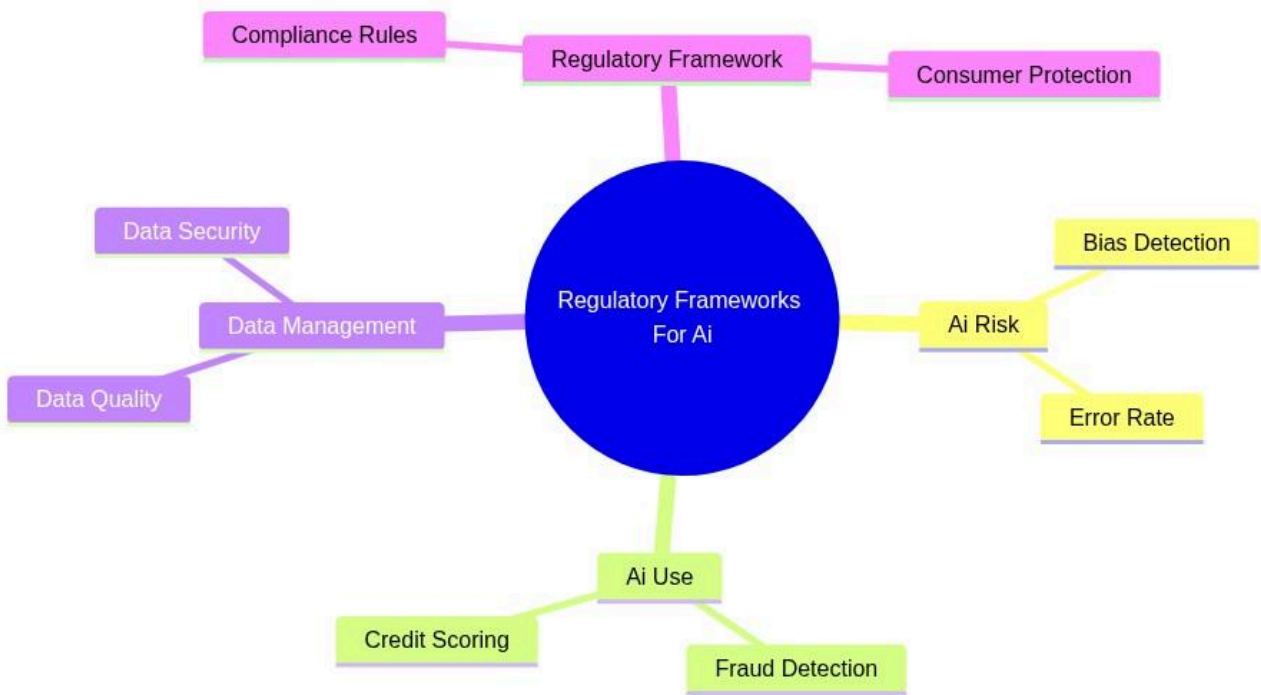 Compliance Rules
Regulatory Framework
Consumer Protection
Data Security
Data Management
Data Quality
Regulatory Frameworks
For Ai
Bias Detection
Ai Risk
Error Rate
Ai Use
Credit Scoring
Fraud Detection